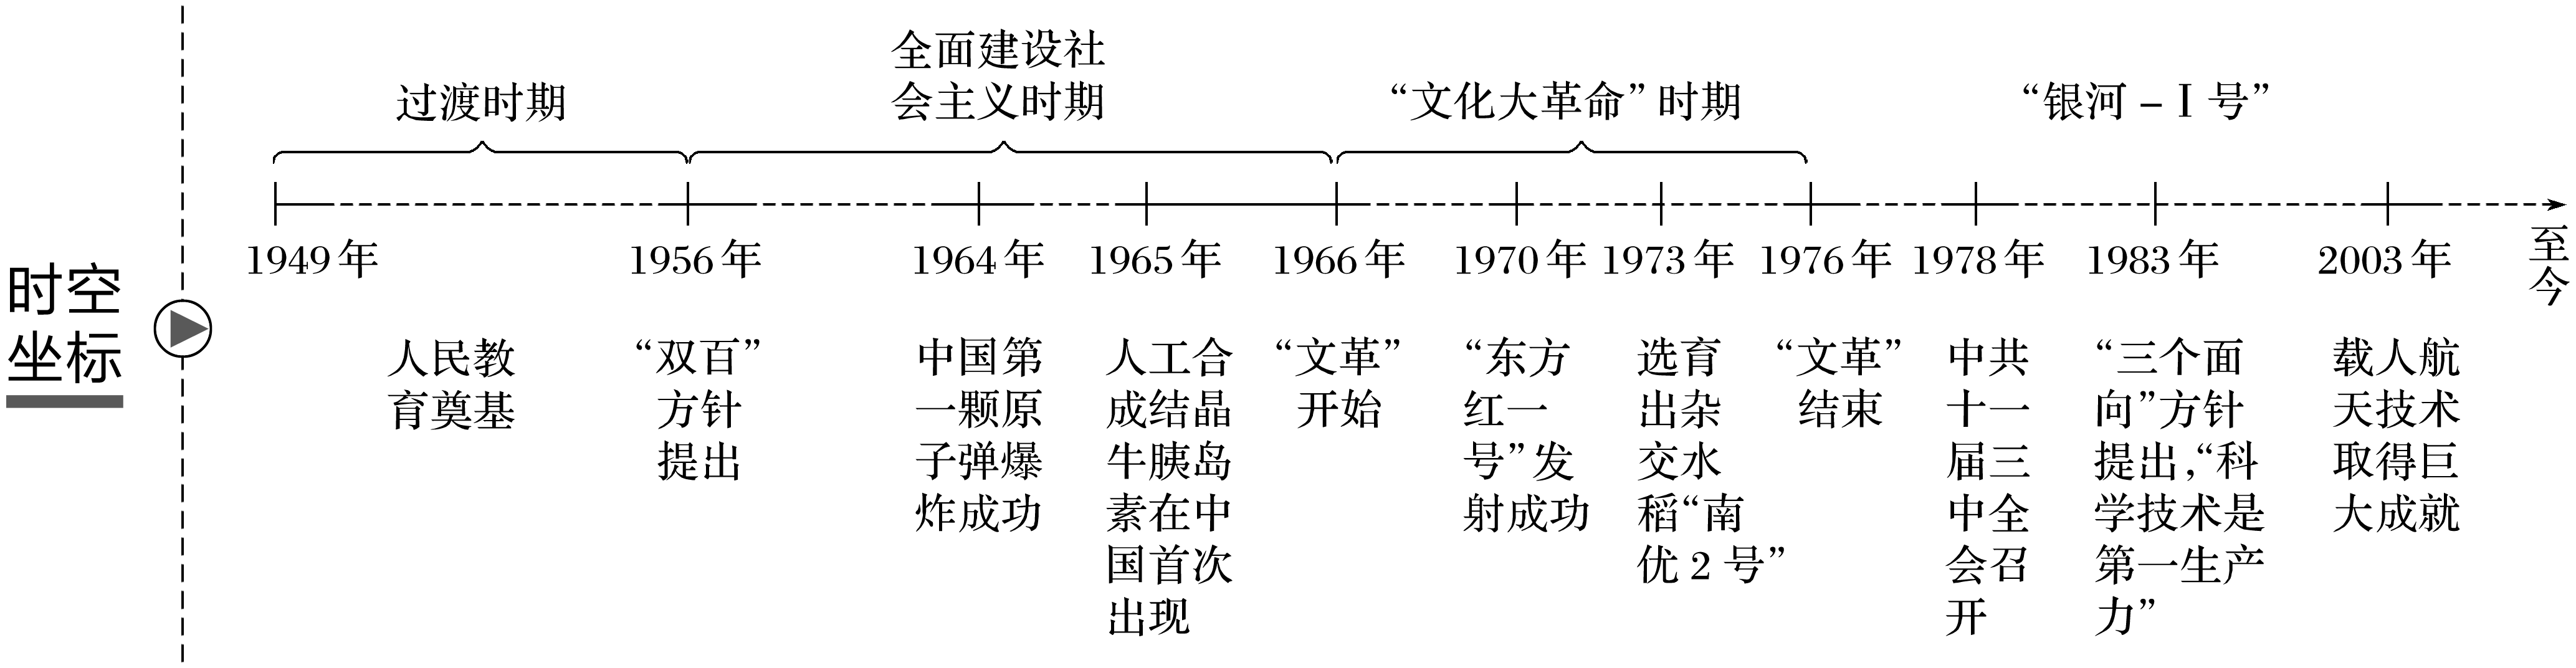 时空
坐标
过渡时期
全面建设社
会主义时期
“文化大革命”时期
“银河－Ⅰ号”
1949年
1956年
1964年
1965年
1966年
1970年
1973年
1976年
1978年
1983年
2003年
至
今
人民教
育奠基
“双百”
方针
提出
中国第
一颗原
子弹爆
炸成功
人工合
成结晶
牛胰岛
素在中
国首次
出现
“文革”
开始
“东方
红一
号”发
射成功
选育
出杂
交水
稻“南
优2号”
“文革”
结束
中共
十一
届三
中全
会召
开
“三个面
向”方针
提出,“科
学技术是
第一生产
力”
载人航
天技术
取得巨
大成就